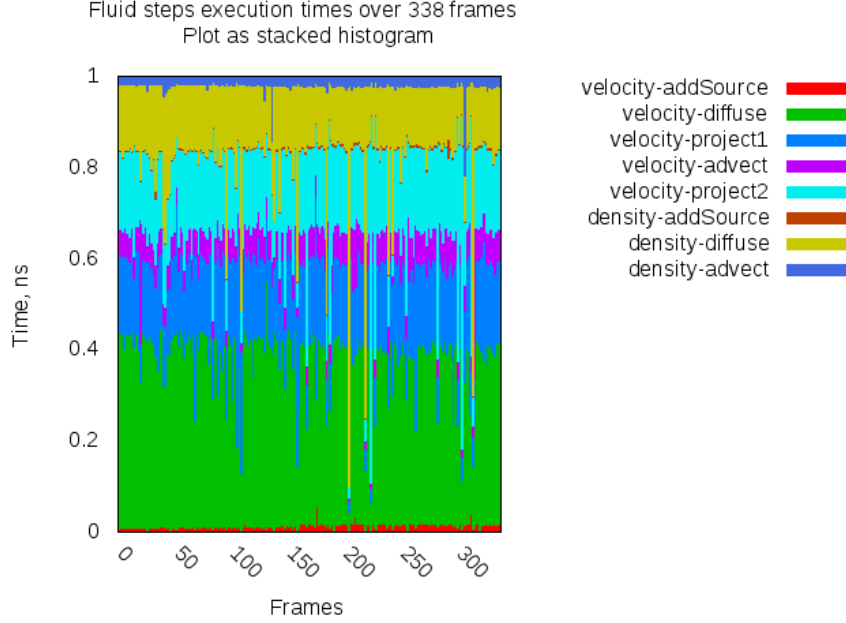 Fluid steps execution times over 338 frames
Plot as stacked histogram
velocity-addSource
velocity-diffuse
velocity-project1
velocity-advect
velocity-project2
density-addSource
density-diffuse
density-advect
Time, ns
1
0.8
0.6
0.4
0.2
0
0
50
100
150
200
250
300
Frames